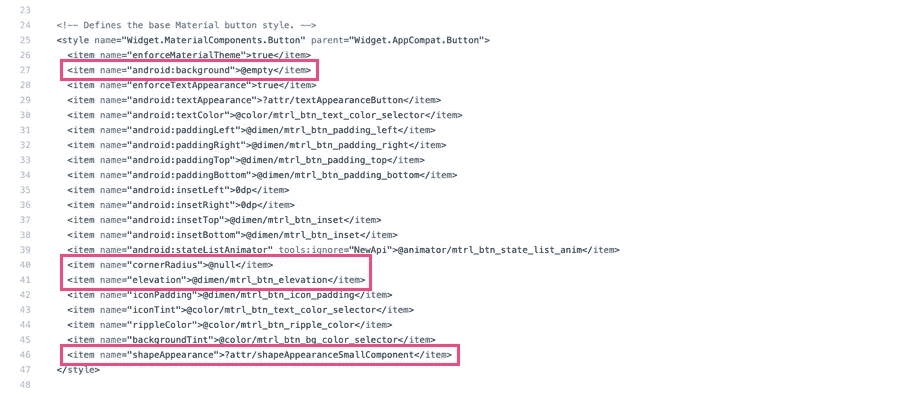 23
24 <!-- Defines the base Material button style. -->
25 <style name="Widget.MaterialComponents.Button" parent="Widget.AppCompat.Button">
26 <item name="enforceMaterialTheme">true</item>
27 <item name="android:background">@empty</item>
28 <item name="enforceTextAppearance">true</item>
29 <item name="android:textAppearance">?attr/textAppearanceButton</item>
30 <item name="android:textColor">@color/mtrl_btn_text_color_selector</item>
31 <item name="android:paddingLeft">@dimen/mtrl_btn_padding_left</item>
32 <item name="android:paddingRight">@dimen/mtrl_btn_padding_right</item>
33 <item name="android:paddingTop">@dimen/mtrl_btn_padding_top</item>
34 <item name="android:paddingBottom">@dimen/mtrl_btn_padding_bottom</item>
35 <item name="android:insetLeft">0dp</item>
36 <item name="android:insetRight">0dp</item>
37 <item name="android:insetTop">@dimen/mtrl_btn_inset</item>
38 <item name="android:insetBottom">@dimen/mtrl_btn_inset</item>
39 <item name="android:stateListAnimator" tools:ignore="NewApi">@animator/mtrl_btn_state_list_anim</item>
40 <item name="cornerRadius">@null</item>
41 <item name="elevation">@dimen/mtrl_btn_elevation</item>
42 <item name="iconPadding">@dimen/mtrl_btn_icon_padding</item>
43 <item name="iconTint">@color/mtrl_btn_text_color_selector</item>
44 <item name="rippleColor">@color/mtrl_btn_ripple_color</item>
45 <item name="backgroundTint">@color/mtrl_btn_bg_color_selector</item>
46 <item name="shapeAppearance">?attr/shapeAppearanceSmallComponent</item>
47 </style>
48